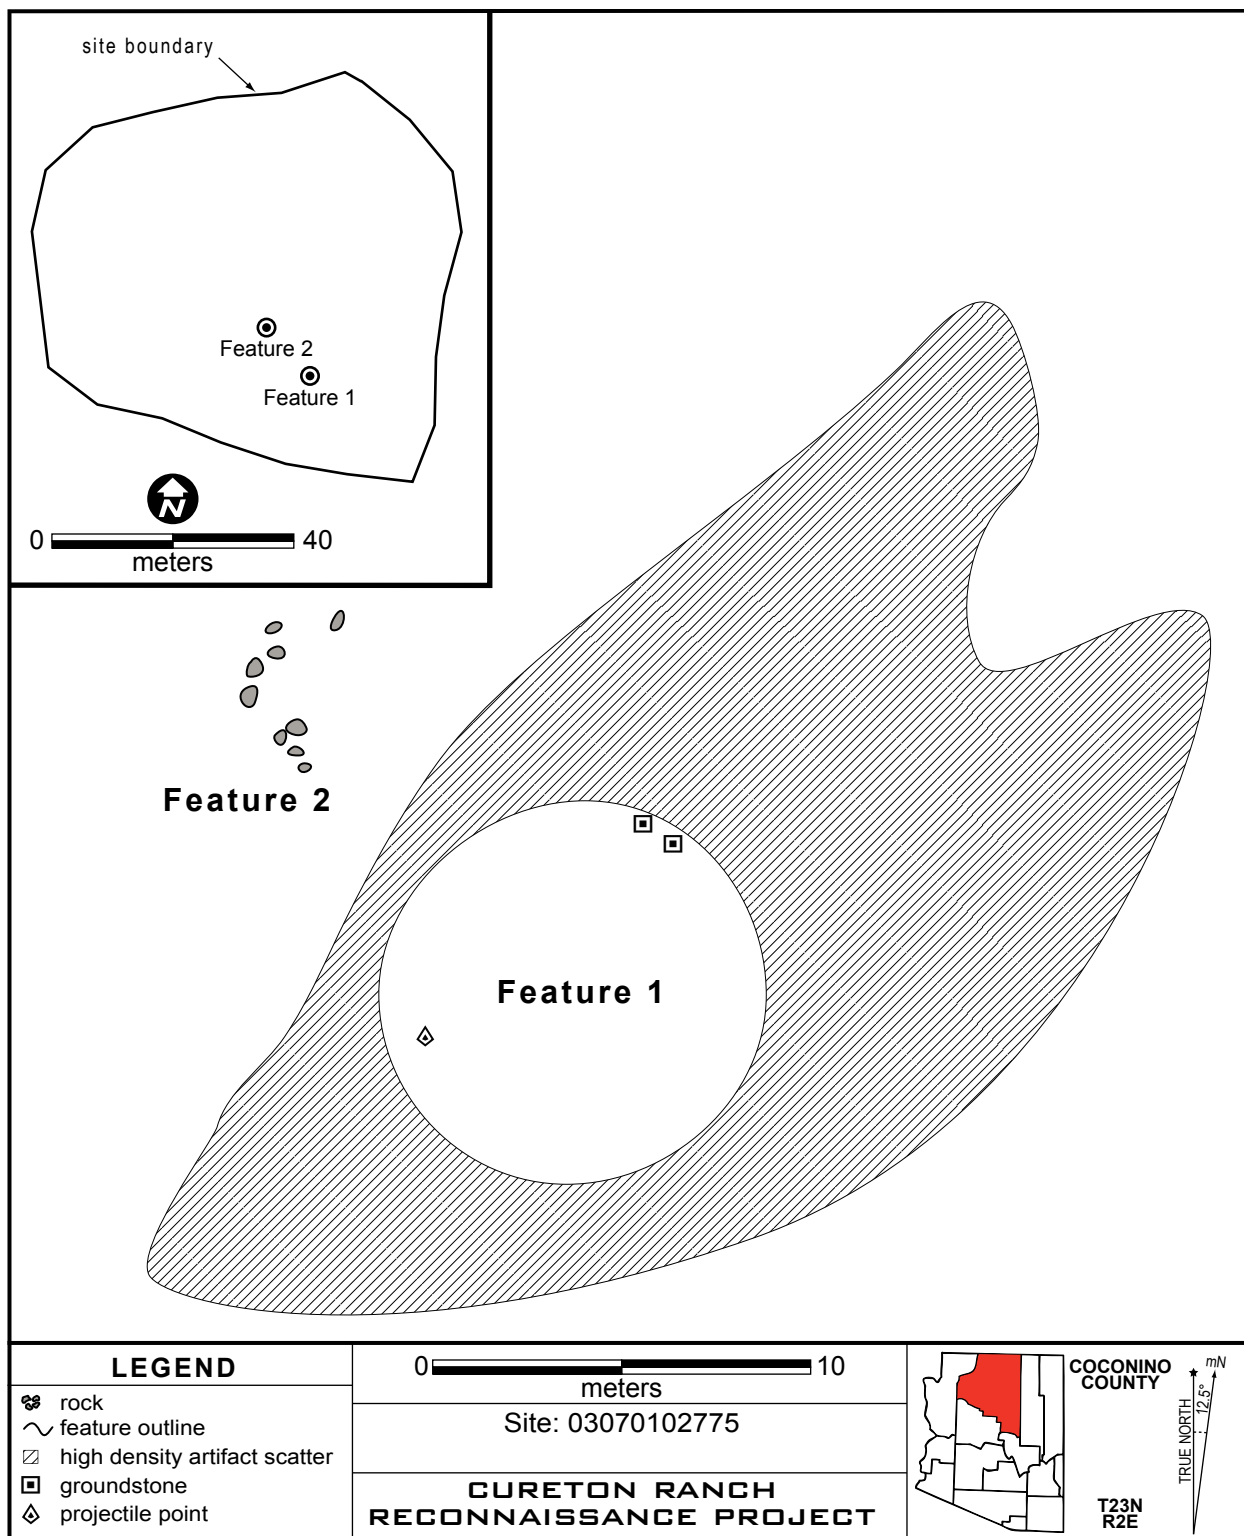 site boundary
Feature 2
Feature 1
N
0 40
meters
Feature 2
Feature 1
LEGEND
rock
feature outline
high density artifact scatter
groundstone
projectile point
0 10
meters
Site: 03070102775
CURETON RANCH
RECONNAISSANCE PROJECT
COCONINO
COUNTY
T23N
R2E
TRUE NORTH
12.5°
mN